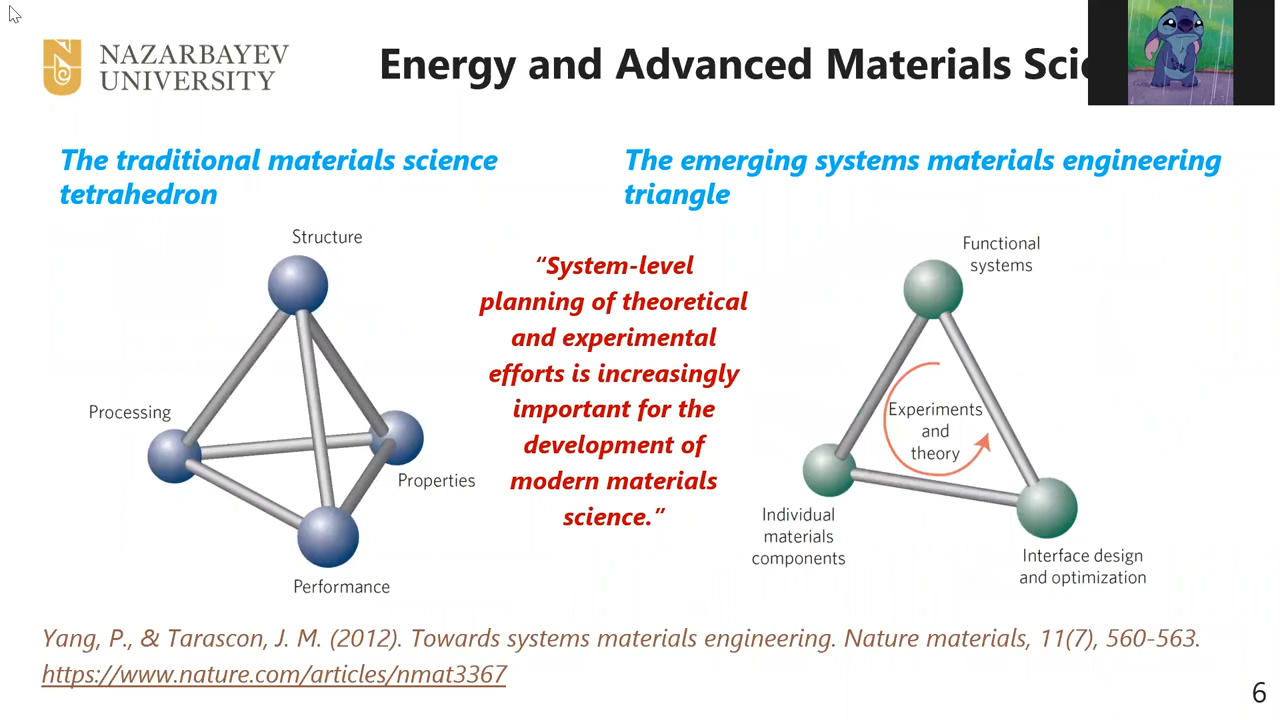 NAZARBAYEV
UNIVERSITY
Energy and Advanced Materials
The traditional materials science
tetrahedron
The emerging systems materials engineering
triangle
Structure
Processing
Properties
Performance
“System-level
planning of theoretical
and experimental
efforts is increasingly
important for the
development of
modern materials
science.”
Functional
systems
Experiments
and
theory
Individual
materials
components
Interface design
and optimization
Yang, P., & Tarascon, J. M. (2012). Towards systems materials engineering. Nature materials, 11(7), 560-563.
https://www.nature.com/articles/nmat3367
6